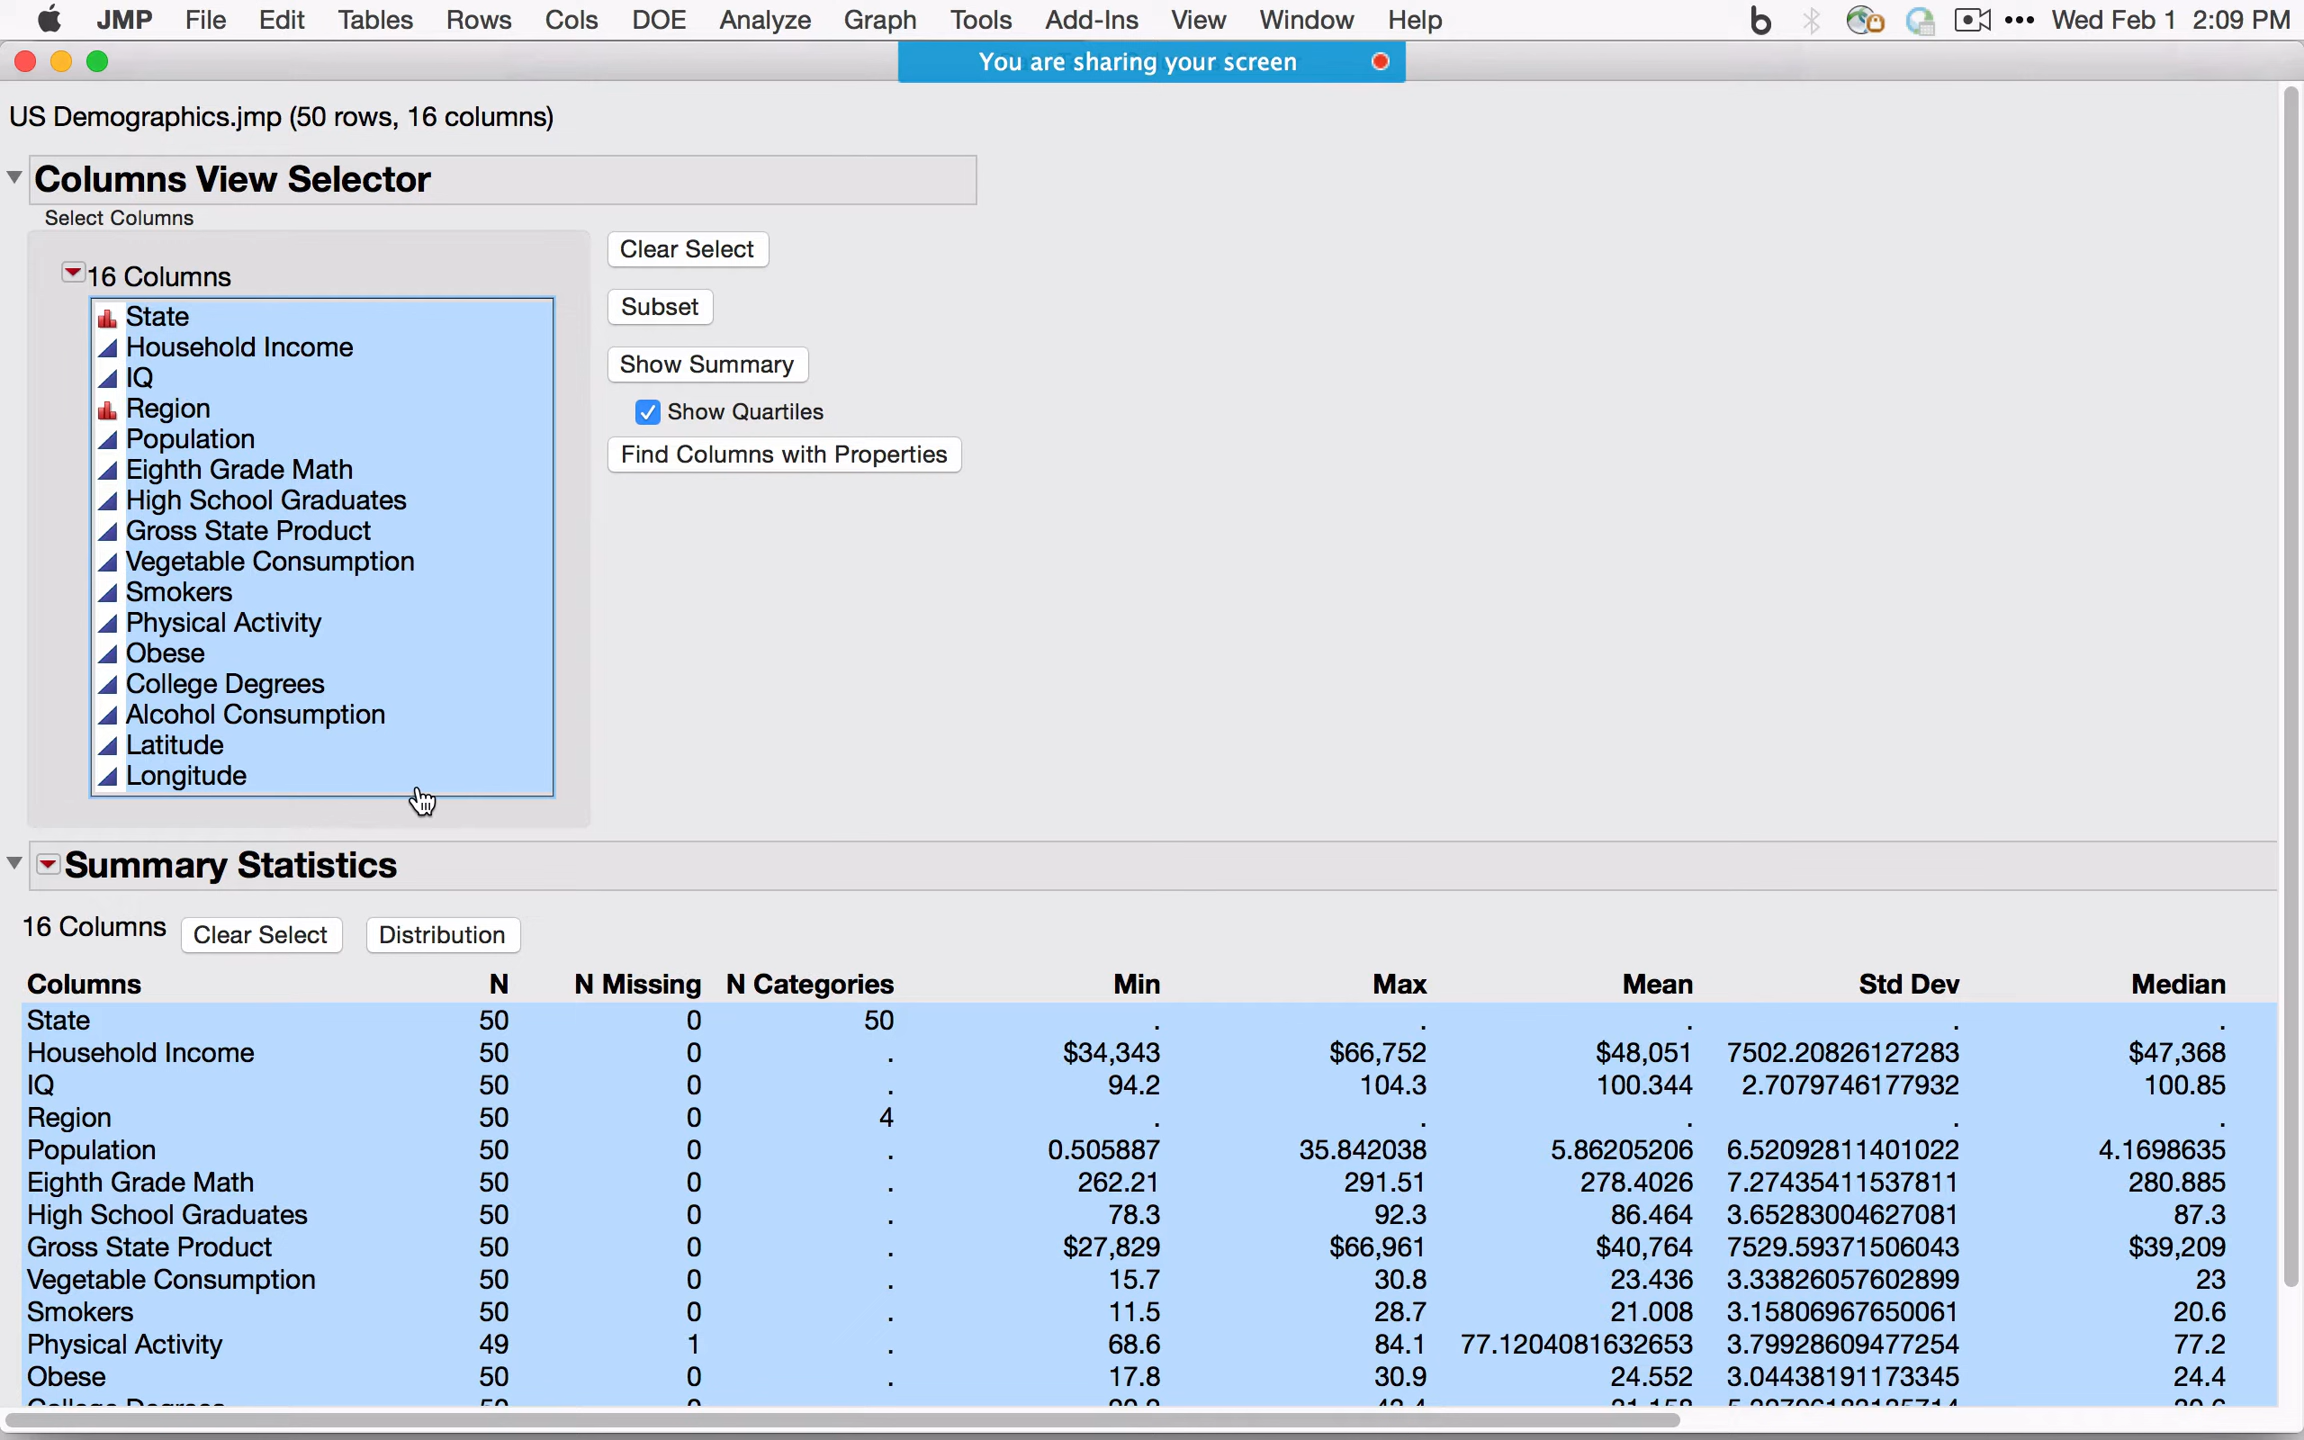 JMP File Edit Tables Rows Cols DOE Analyze Graph Tools Add-Ins View Window Help Wed Feb 1 2:09 PM
You are sharing your screen
US Demographics.jmp (50 rows, 16 columns)
Columns View Selector
Select Columns
Clear Select
16 Columns
Subset
State
Household Income
Show Summary
IQ
Region
Show Quartiles
Population
Find Columns with Properties
Eighth Grade Math
High School Graduates
Gross State Product
Vegetable Consumption
Smokers
Physical Activity
Obese
College Degrees
Alcohol Consumption
Latitude
Longitude
Summary Statistics
16 Columns Clear Select Distribution
Columns N N Missing N Categories Min Max Mean Std Dev Median
State 50 0 50 . . . . .
Household Income 50 0 . $34,343 $66,752 $48,051 7502.20826127283 $47,368
IQ 50 0 . 94.2 104.3 100.344 2.7079746177932 100.85
Region 50 0 4 . . . . .
Population 50 0 . 0.505887 35.842038 5.86205206 6.52092811401022 4.1698635
Eighth Grade Math 50 0 . 262.21 291.51 278.4026 7.27435411537811 280.885
High School Graduates 50 0 . 78.3 92.3 86.464 3.65283004627081 87.3
Gross State Product 50 0 . $27,829 $66,961 $40,764 7529.59371506043 $39,209
Vegetable Consumption 50 0 . 15.7 30.8 23.436 3.33826057602899 23
Smokers 50 0 . 11.5 28.7 21.008 3.15806967650061 20.6
Physical Activity 49 1 . 68.6 84.1 77.1204081632653 3.79928609477254 77.2
Obese 50 0 . 17.8 30.9 24.552 3.04438191173345 24.4
College Degrees 50 0